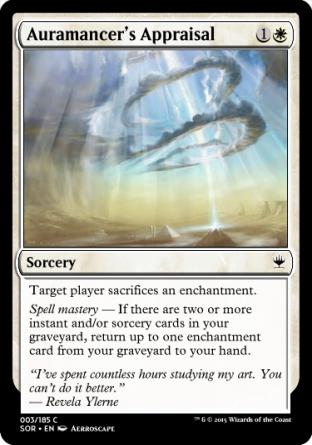 Auramancer's Appraisal 1
Sorcery
Target player sacrifices an enchantment.
Spell mastery — If there are two or more
instant and/or sorcery cards in your
graveyard, return up to one enchantment
card from your graveyard to your hand.
“I've spent countless hours studying my art. You
can't do it better.”
— Revela Ylerne
003/185 C
SOR • EN Aerroscape
™ & © 2015 Wizards of the Coast